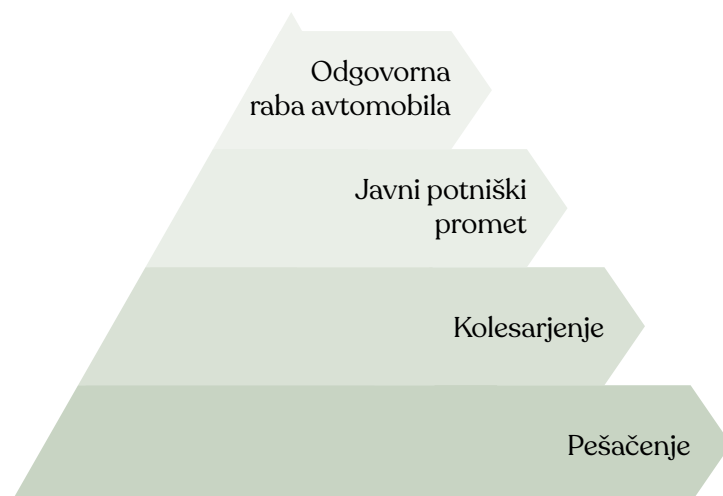 Odgovorna
raba avtomobila
Javni potniški
promet
Kolesarjenje
Pešačenje